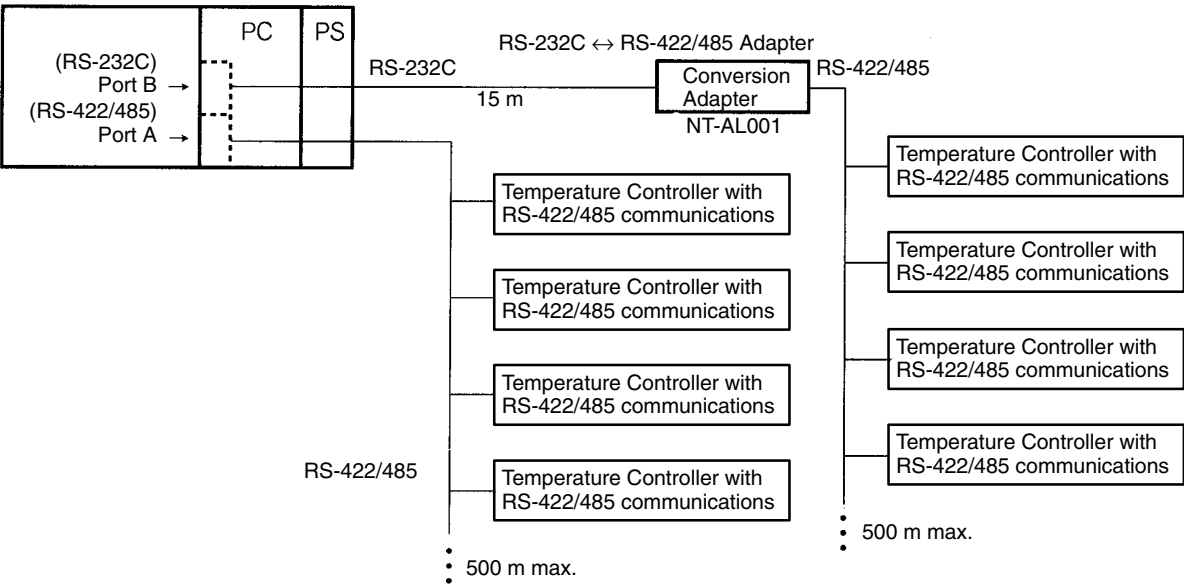 PC
PS
(RS-232C)
Port B →
(RS-422/485)
Port A →
RS-232C
15 m
RS-232C ↔ RS-422/485 Adapter
Conversion
Adapter
NT-AL001
RS-422/485
Temperature Controller with
RS-422/485 communications
Temperature Controller with
RS-422/485 communications
Temperature Controller with
RS-422/485 communications
Temperature Controller with
RS-422/485 communications
RS-422/485
500 m max.
Temperature Controller with
RS-422/485 communications
Temperature Controller with
RS-422/485 communications
Temperature Controller with
RS-422/485 communications
Temperature Controller with
RS-422/485 communications
500 m max.